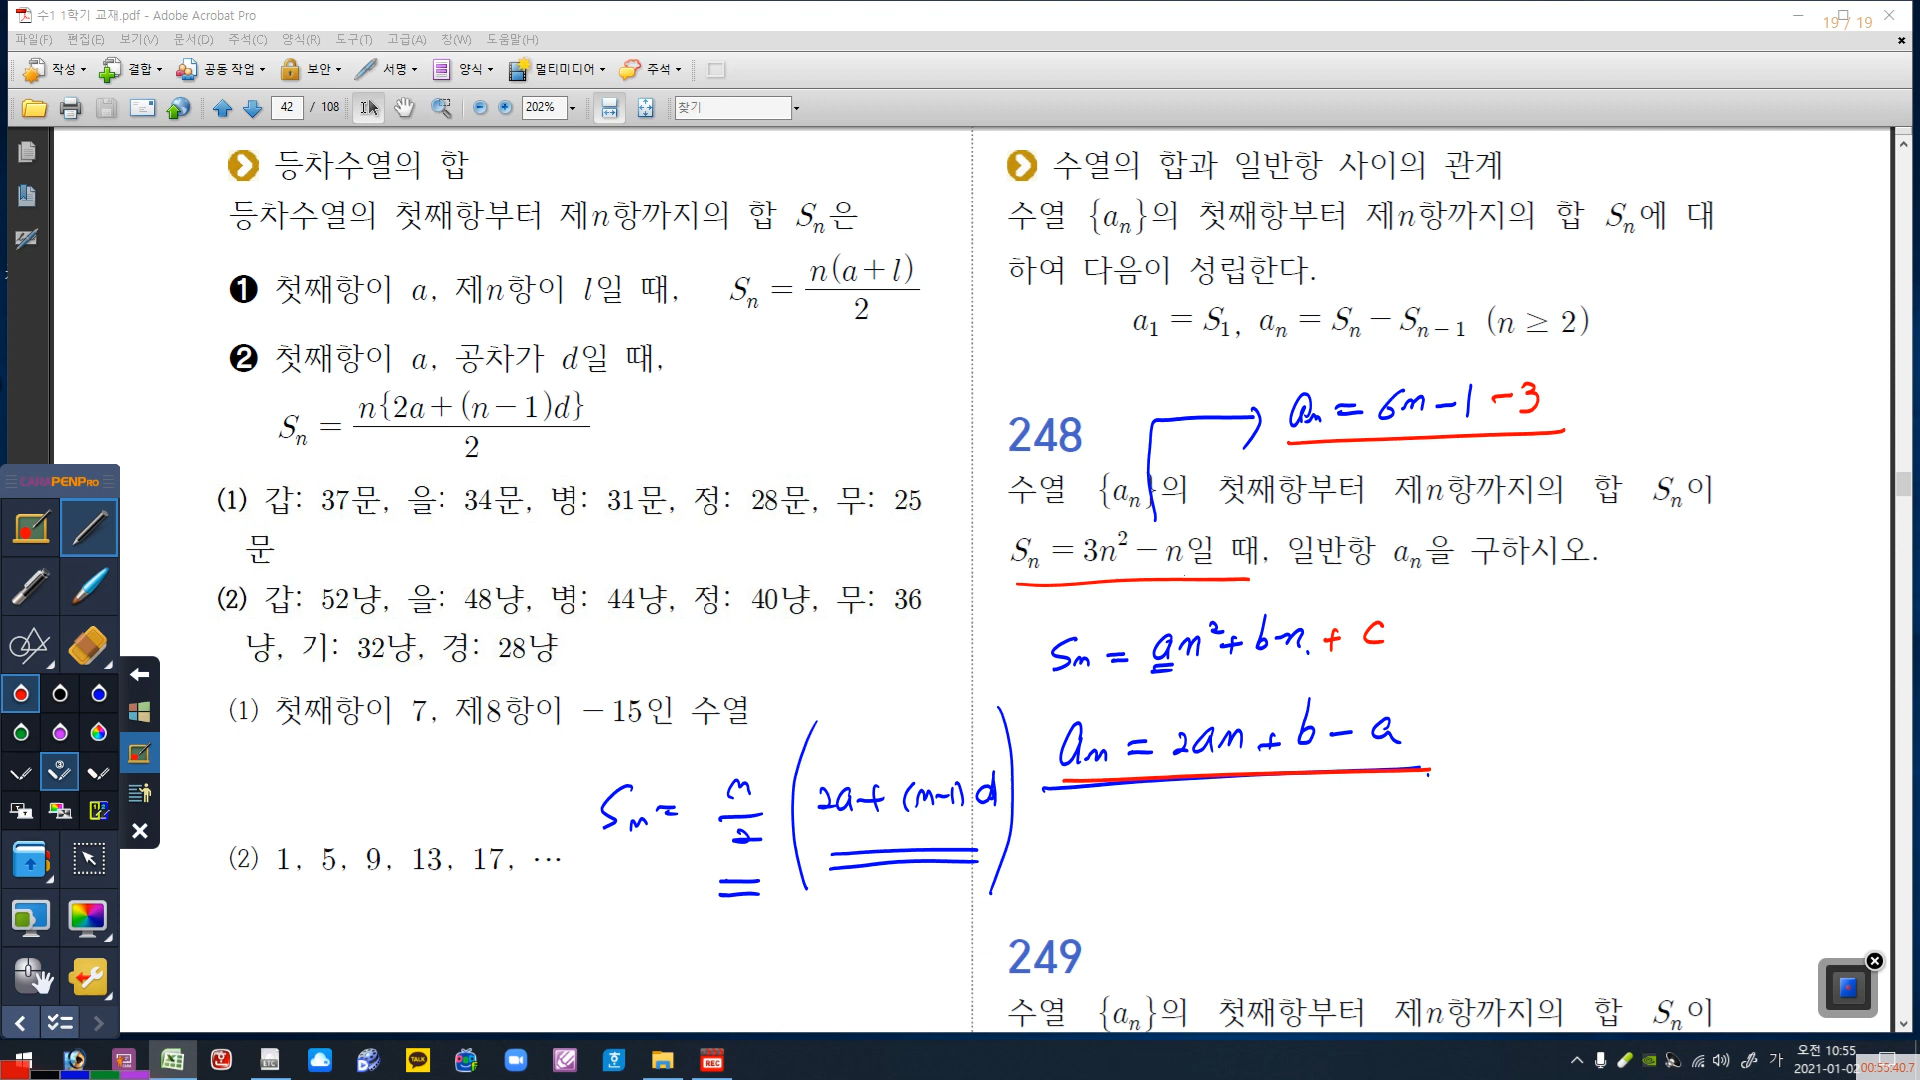 수1 1학기 교재.pdf - Adobe Acrobat Pro
19 / 19
파일(F) 편집(E) 보기(V) 문서(D) 주석(C) 양식(R) 도구(T) 고급(A) 창(W) 도움말(H)
작성 결합 공동 작업 보안 서명 양식 멀티미디어 주석
42 / 108 202% 찾기
등차수열의 합
등차수열의 첫째항부터 제n항까지의 합 Sₙ은
❶ 첫째항이 a, 제n항이 l일 때, Sₙ = n(a+l)/2
❷ 첫째항이 a, 공차가 d일 때,
Sₙ = n{2a+(n−1)d}/2
(1) 갑: 37문, 을: 34문, 병: 31문, 정: 28문, 무: 25
문
(2) 갑: 52냥, 을: 48냥, 병: 44냥, 정: 40냥, 무: 36
냥, 기: 32냥, 경: 28냥
(1) 첫째항이 7, 제8항이 −15인 수열
Sₙ = n/2 (2a+(n−1)d)
(2) 1, 5, 9, 13, 17, ⋯
수열의 합과 일반항 사이의 관계
수열 {aₙ}의 첫째항부터 제n항까지의 합 Sₙ에 대
하여 다음이 성립한다.
a₁ = S₁, aₙ = Sₙ − Sₙ₋₁ (n ≥ 2)
aₙ = 6n−1 −3
248
수열 {aₙ}의 첫째항부터 제n항까지의 합 Sₙ이
Sₙ = 3n² − n일 때, 일반항 aₙ을 구하시오.
Sₙ = an²+bn + c
aₙ = 2an + b − a
249
수열 {aₙ}의 첫째항부터 제n항까지의 합 Sₙ이
PENPRO
TALK
REC
가
오전 10:55
2021-01-02
00:55:40.7